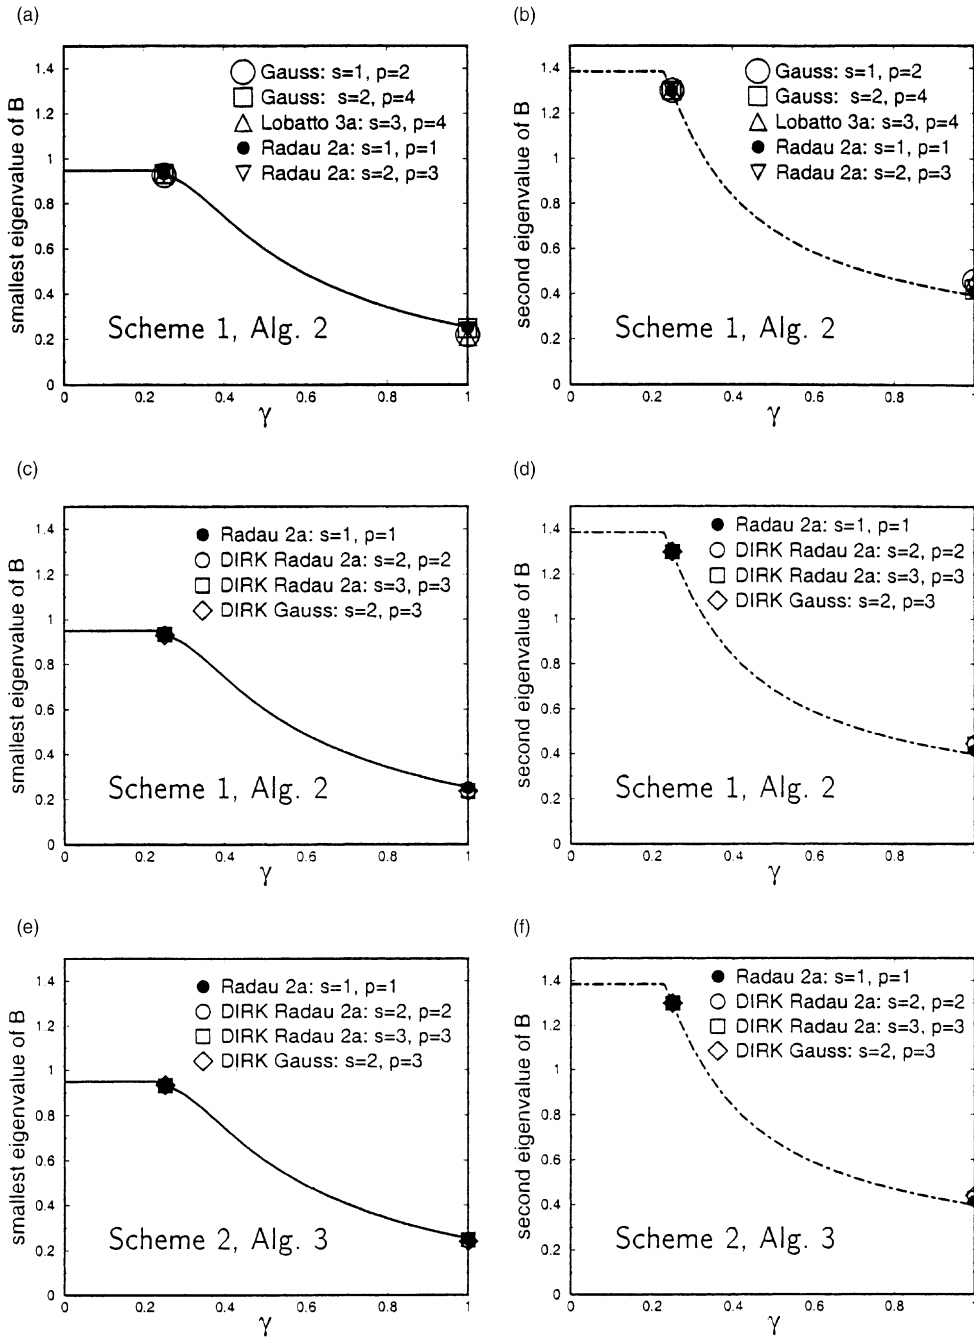 (a)
smallest eigenvalue of B
1.4
1.2
1
0.8
0.6
0.4
0.2
0
Gauss: s=1, p=2
Gauss: s=2, p=4
Lobatto 3a: s=3, p=4
Radau 2a: s=1, p=1
Radau 2a: s=2, p=3
Scheme 1, Alg. 2
0 0.2 0.4 0.6 0.8 1
γ
(b)
second eigenvalue of B
1.4
1.2
1
0.8
0.6
0.4
0.2
0
Gauss: s=1, p=2
Gauss: s=2, p=4
Lobatto 3a: s=3, p=4
Radau 2a: s=1, p=1
Radau 2a: s=2, p=3
Scheme 1, Alg. 2
0 0.2 0.4 0.6 0.8 1
γ
(c)
smallest eigenvalue of B
1.4
1.2
1
0.8
0.6
0.4
0.2
0
Radau 2a: s=1, p=1
DIRK Radau 2a: s=2, p=2
DIRK Radau 2a: s=3, p=3
DIRK Gauss: s=2, p=3
Scheme 1, Alg. 2
0 0.2 0.4 0.6 0.8 1
γ
(d)
second eigenvalue of B
1.4
1.2
1
0.8
0.6
0.4
0.2
0
Radau 2a: s=1, p=1
DIRK Radau 2a: s=2, p=2
DIRK Radau 2a: s=3, p=3
DIRK Gauss: s=2, p=3
Scheme 1, Alg. 2
0 0.2 0.4 0.6 0.8 1
γ
(e)
smallest eigenvalue of B
1.4
1.2
1
0.8
0.6
0.4
0.2
0
Radau 2a: s=1, p=1
DIRK Radau 2a: s=2, p=2
DIRK Radau 2a: s=3, p=3
DIRK Gauss: s=2, p=3
Scheme 2, Alg. 3
0 0.2 0.4 0.6 0.8 1
γ
(f)
second eigenvalue of B
1.4
1.2
1
0.8
0.6
0.4
0.2
0
Radau 2a: s=1, p=1
DIRK Radau 2a: s=2, p=2
DIRK Radau 2a: s=3, p=3
DIRK Gauss: s=2, p=3
Scheme 2, Alg. 3
0 0.2 0.4 0.6 0.8 1
γ